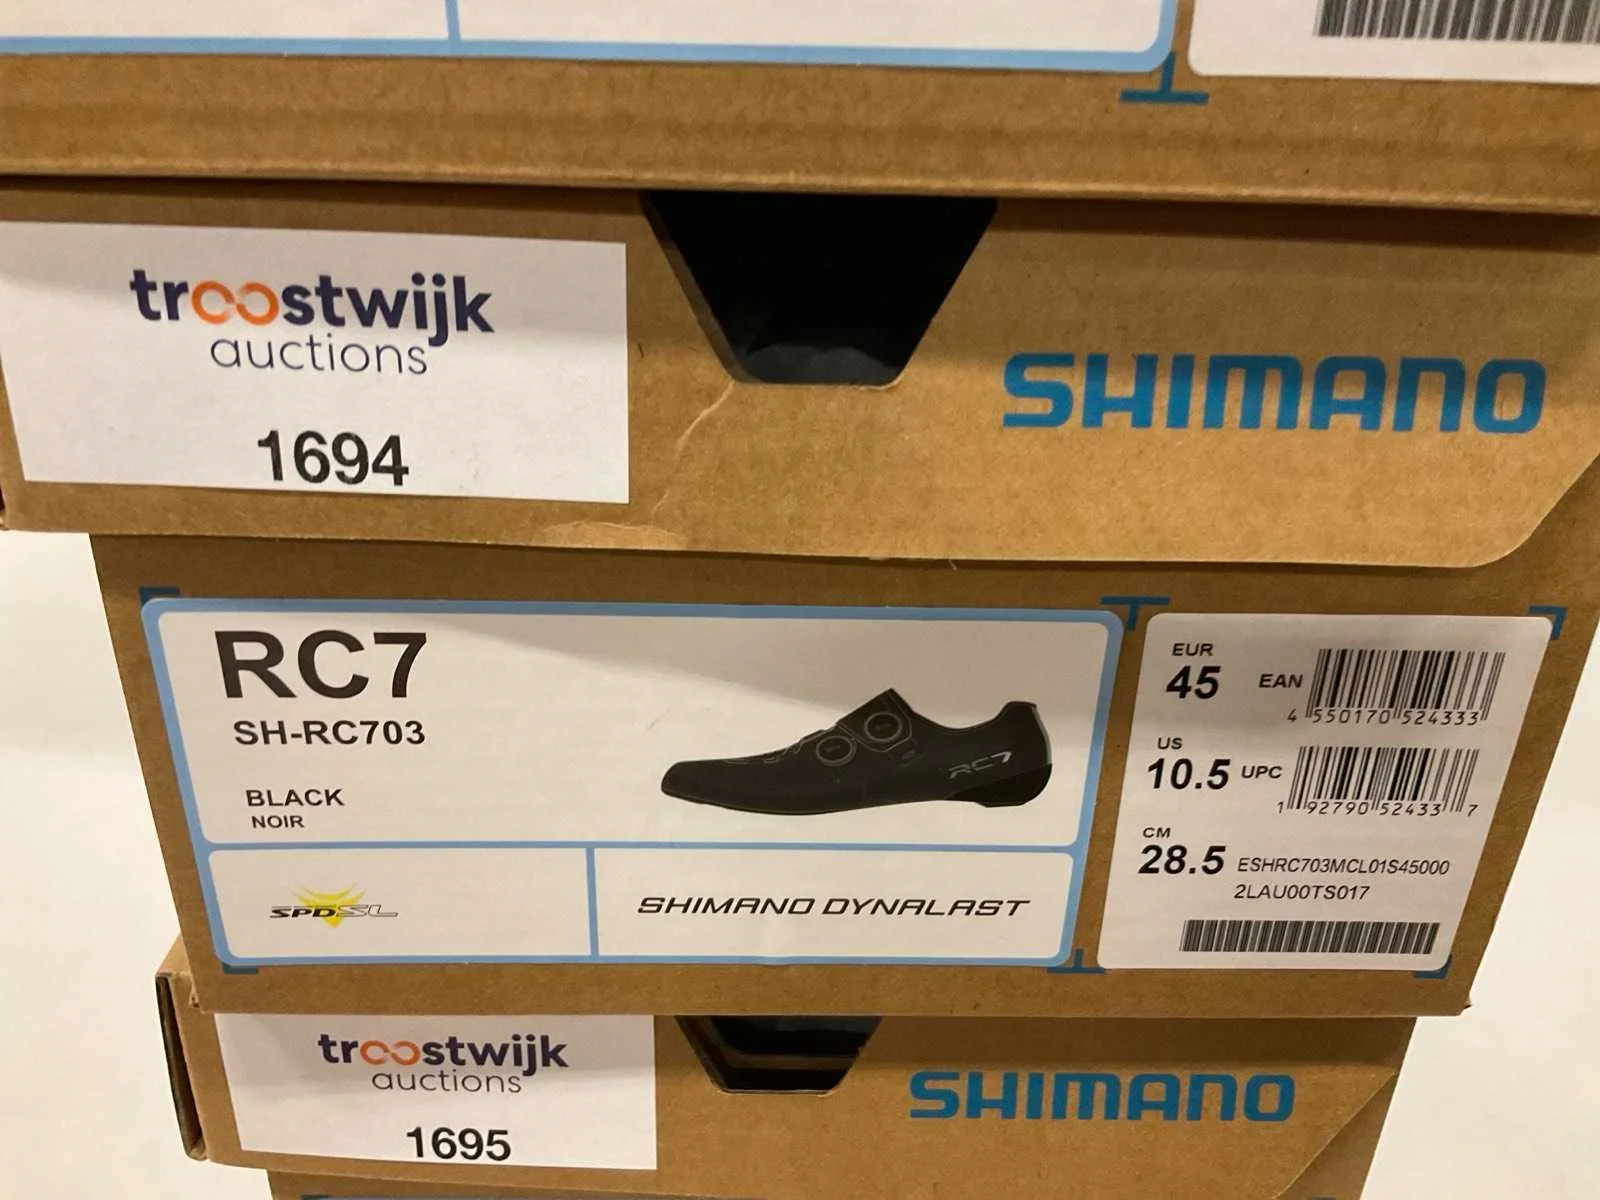 troostwijk
auctions
1694
SHIMANO
RC7
SH-RC703
BLACK
NOIR
RC7
SPD-SL
SHIMANO DYNALAST
EUR
45
EAN
4 550170 524333
US
10.5
UPC
1 92790 52433 7
CM
28.5
ESHRC703MCL01S45000
2LAU00TS017
troostwijk
auctions
1695
SHIMANO